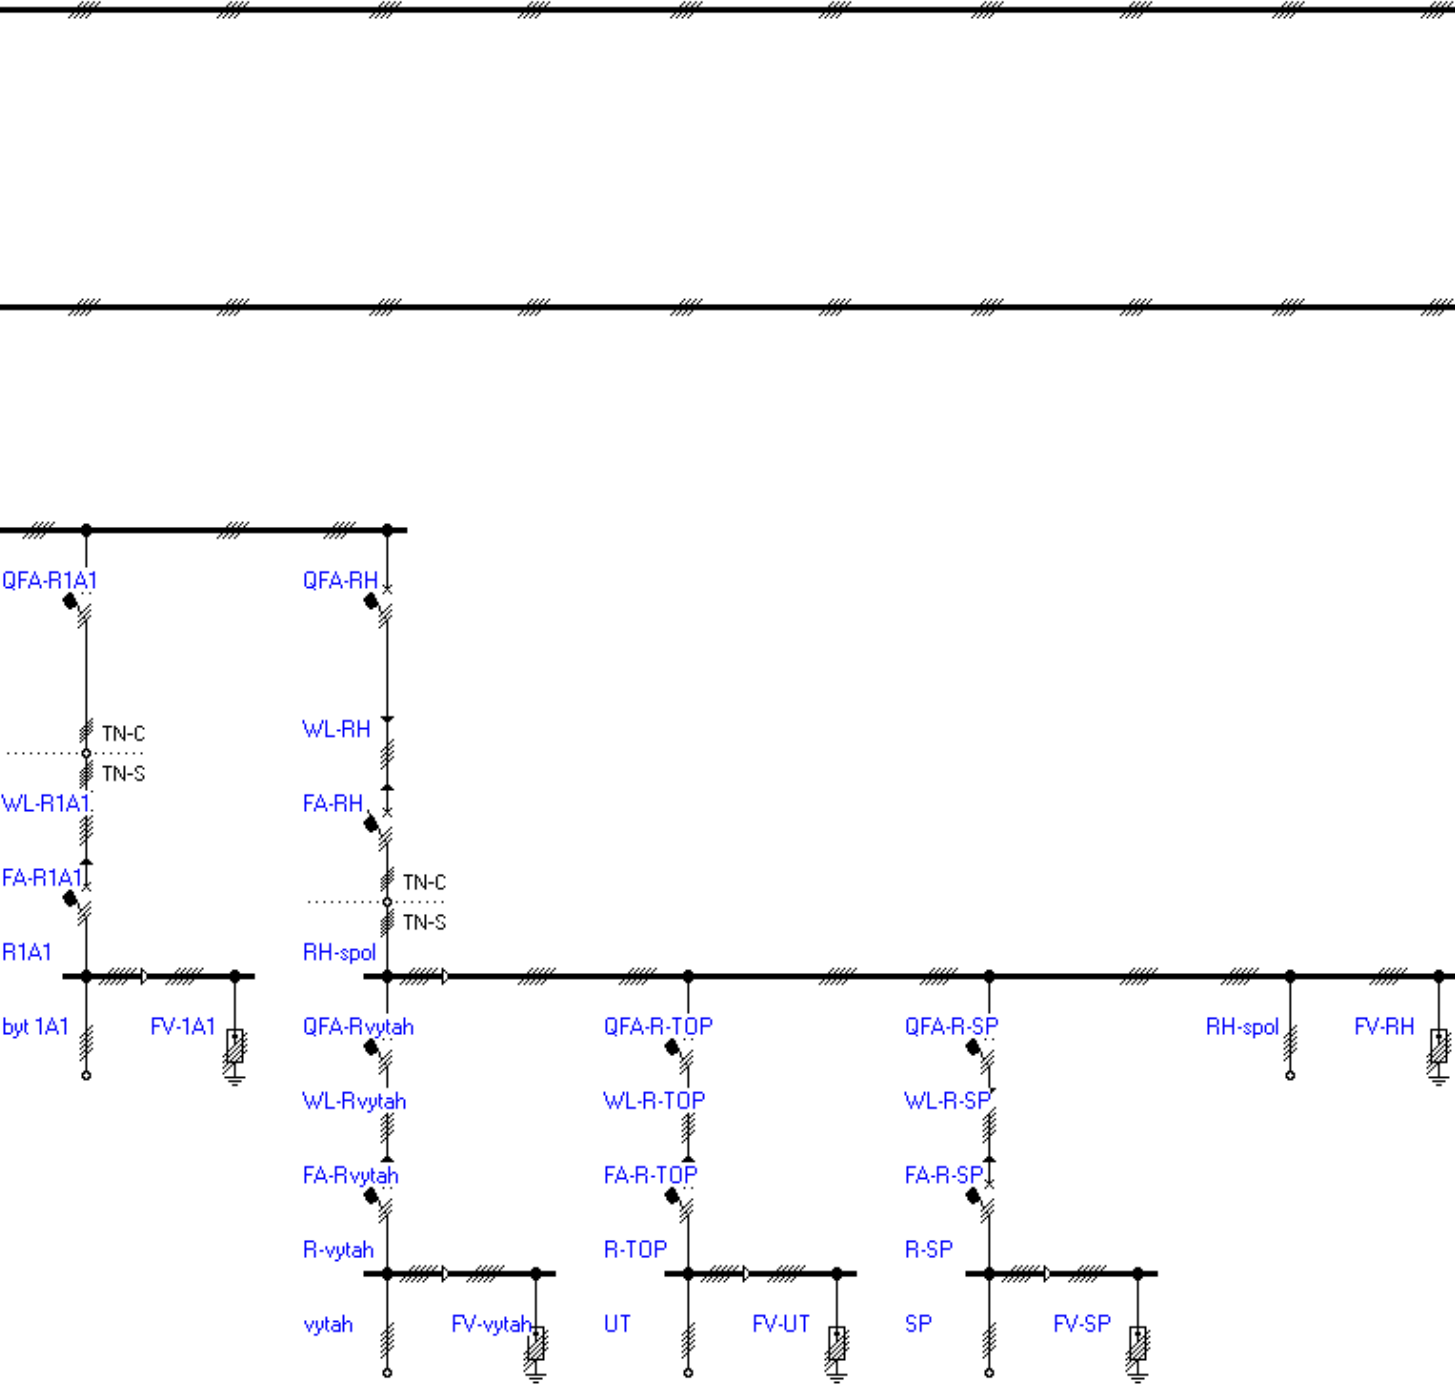 QFA-R1A1
QFA-RH
TN-C
WL-RH
TN-S
WL-R1A1
FA-RH
FA-R1A1
TN-C
TN-S
R1A1
RH-spol
byt 1A1
FV-1A1
QFA-Rvytah
QFA-R-TOP
QFA-R-SP
RH-spol
FV-RH
WL-Rvytah
WL-R-TOP
WL-R-SP
FA-Rvytah
FA-R-TOP
FA-R-SP
R-vytah
R-TOP
R-SP
vytah
FV-vytah
UT
FV-UT
SP
FV-SP